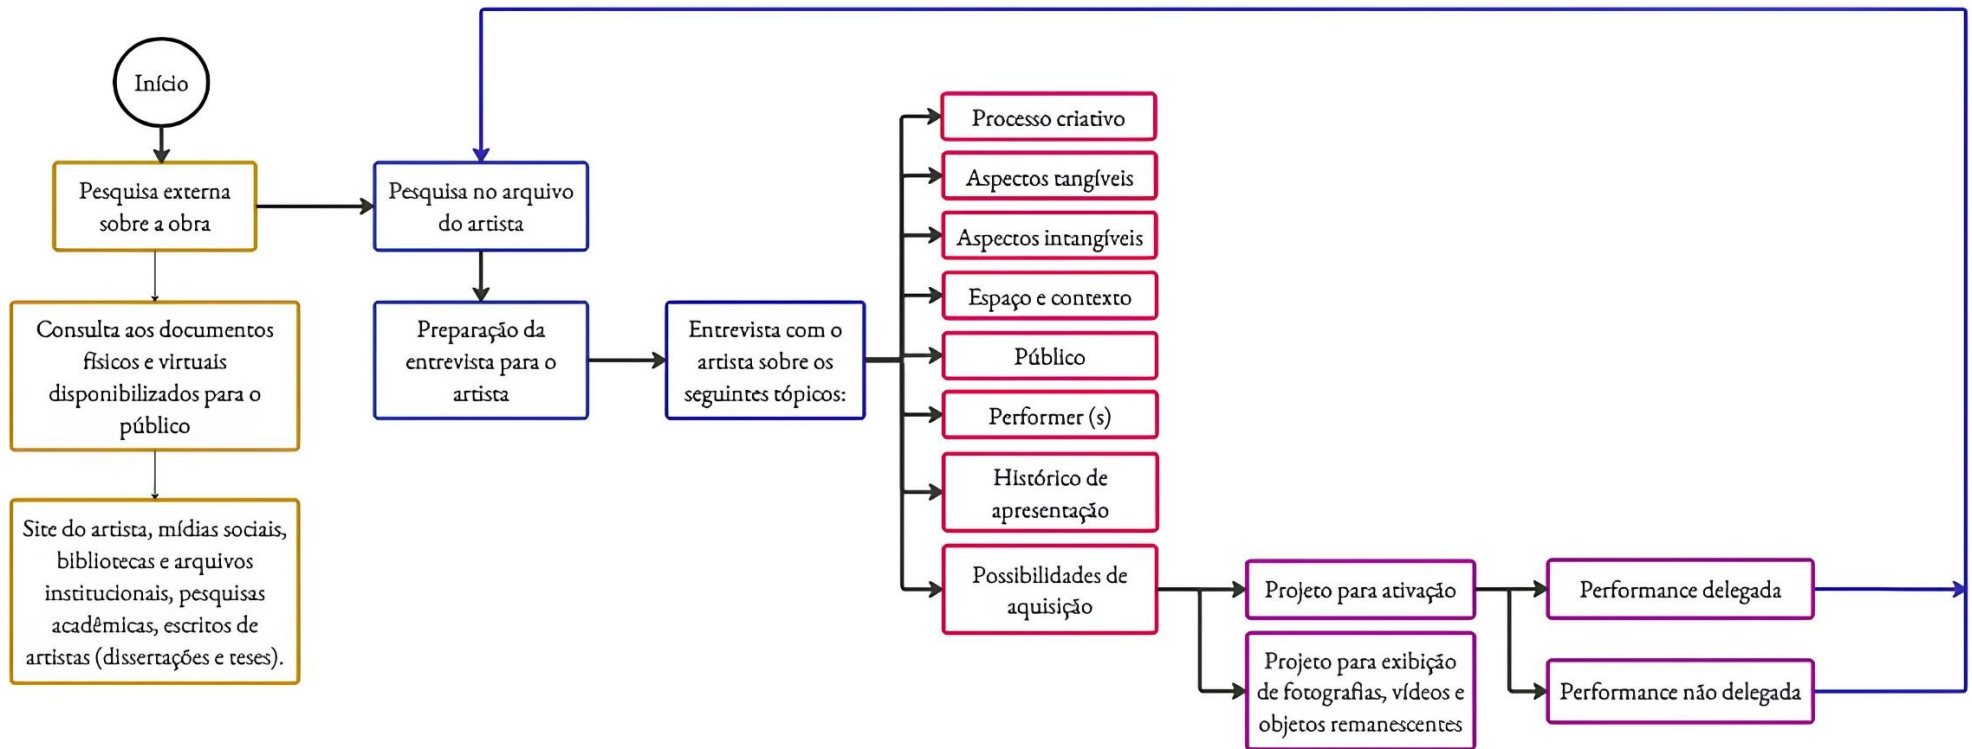 Início
Pesquisa externa
sobre a obra
Consulta aos documentos
físicos e virtuais
disponibilizados para o
público
Site do artista, mídias sociais,
bibliotecas e arquivos
institucionais, pesquisas
acadêmicas, escritos de
artistas (dissertações e teses).
Pesquisa no arquivo
do artista
Preparação da
entrevista para o
artista
Entrevista com o
artista sobre os
seguintes tópicos:
Processo criativo
Aspectos tangíveis
Aspectos intangíveis
Espaço e contexto
Público
Performer (s)
Histórico de
apresentação
Possibilidades de
aquisição
Projeto para ativação
Projeto para exibição
de fotografias, vídeos e
objetos remanescentes
Performance delegada
Performance não delegada